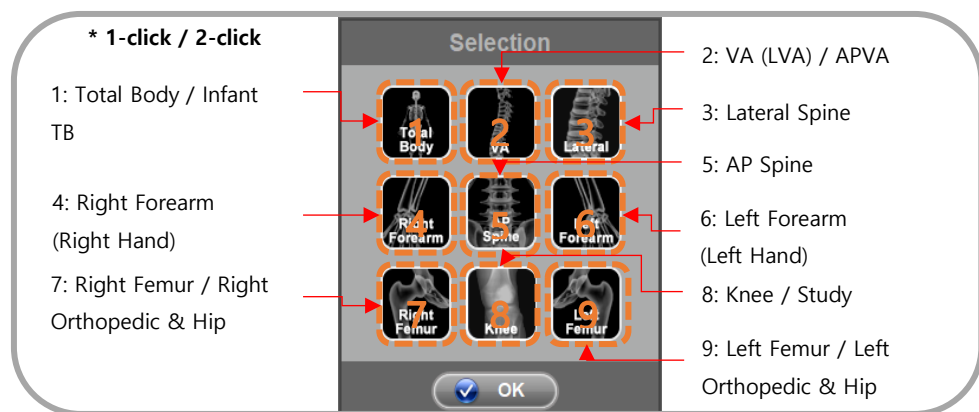 * 1-click / 2-click
1: Total Body / Infant
TB
4: Right Forearm
(Right Hand)
7: Right Femur / Right
Orthopedic & Hip
Selection
1
Total
Body
2
VA
3
Lateral
4
Right
Forearm
5
AP
Spine
6
Left
Forearm
7
Right
Femur
8
Knee
9
Left
Femur
OK
2: VA (LVA) / APVA
3: Lateral Spine
5: AP Spine
6: Left Forearm
(Left Hand)
8: Knee / Study
9: Left Femur / Left
Orthopedic & Hip